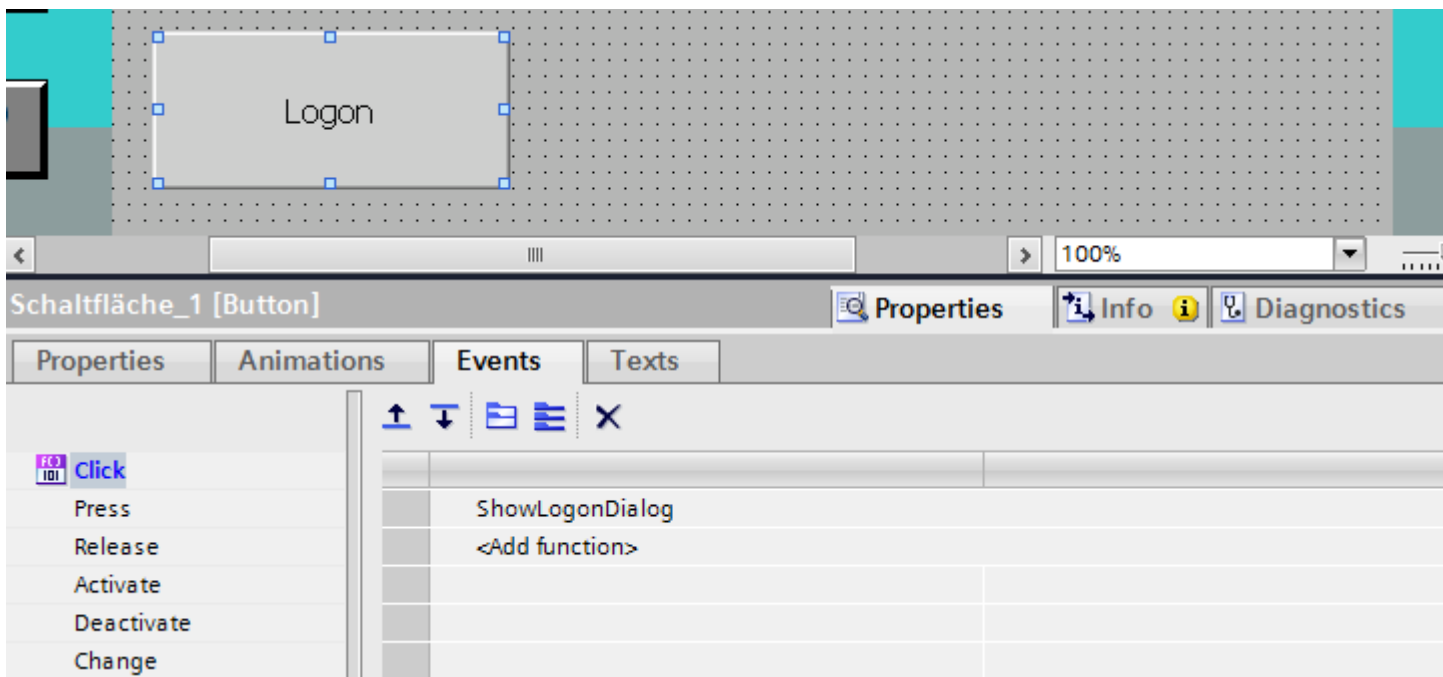 Logon
100%
Schaltfläche_1 [Button]
Properties Info Diagnostics
Properties Animations Events Texts
Click
Press ShowLogonDialog
Release <Add function>
Activate
Deactivate
Change